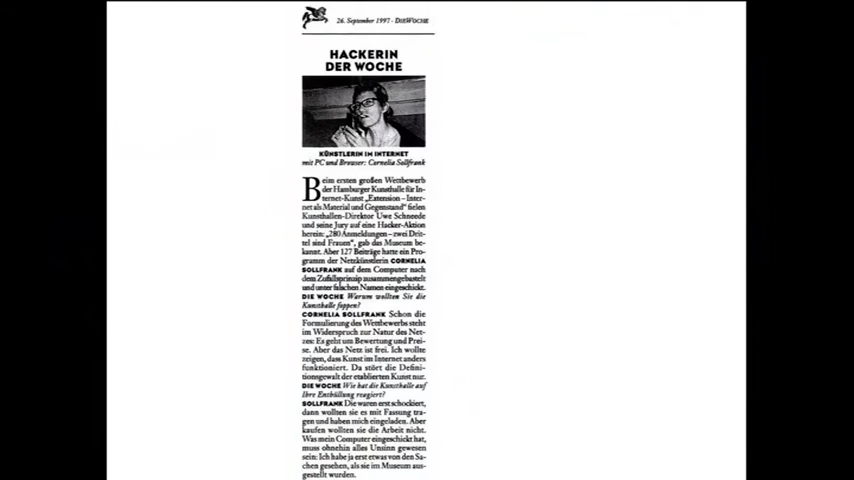 26. September 1997 · DIEWOCHE
HACKERIN
DER WOCHE
KÜNSTLERIN IM INTERNET
mit PC und Browser: Cornelia Sollfrank
Beim ersten großen Wettbewerb
der Hamburger Kunsthalle für In-
ternet-Kunst „Extension – Inter-
net als Material und Gegenstand“ fielen
Kunsthallen-Direktor Uwe Schneede
und seine Jury auf eine Hacker-Aktion
herein: „280 Anmeldungen – zwei Drit-
tel sind Frauen“, gab das Museum be-
kannt. Aber 127 Beiträge hatte ein Pro-
gramm der Netzkünstlerin CORNELIA
SOLLFRANK auf dem Computer nach
dem Zufallsprinzip zusammengebastelt
und unter falschen Namen eingeschickt.
DIE WOCHE Warum wollten Sie die
Kunsthalle foppen?
CORNELIA SOLLFRANK Schon die
Formulierung des Wettbewerbs steht
im Widerspruch zur Natur des Net-
zes: Es geht um Bewertung und Prei-
se. Aber das Netz ist frei. Ich wollte
zeigen, dass Kunst im Internet anders
funktioniert. Da stört die Defini-
tionsgewalt der etablierten Kunst nur.
DIE WOCHE Wie hat die Kunsthalle auf
Ihre Enthüllung reagiert?
SOLLFRANK Die waren erst schockiert,
dann wollten sie es mit Fassung tra-
gen und haben mich eingeladen. Aber
kaufen wollten sie die Arbeit nicht.
Was mein Computer eingeschickt hat,
muss ohnehin alles Unsinn gewesen
sein: Ich habe ja erst etwas von den Sa-
chen gesehen, als sie im Museum aus-
gestellt wurden.